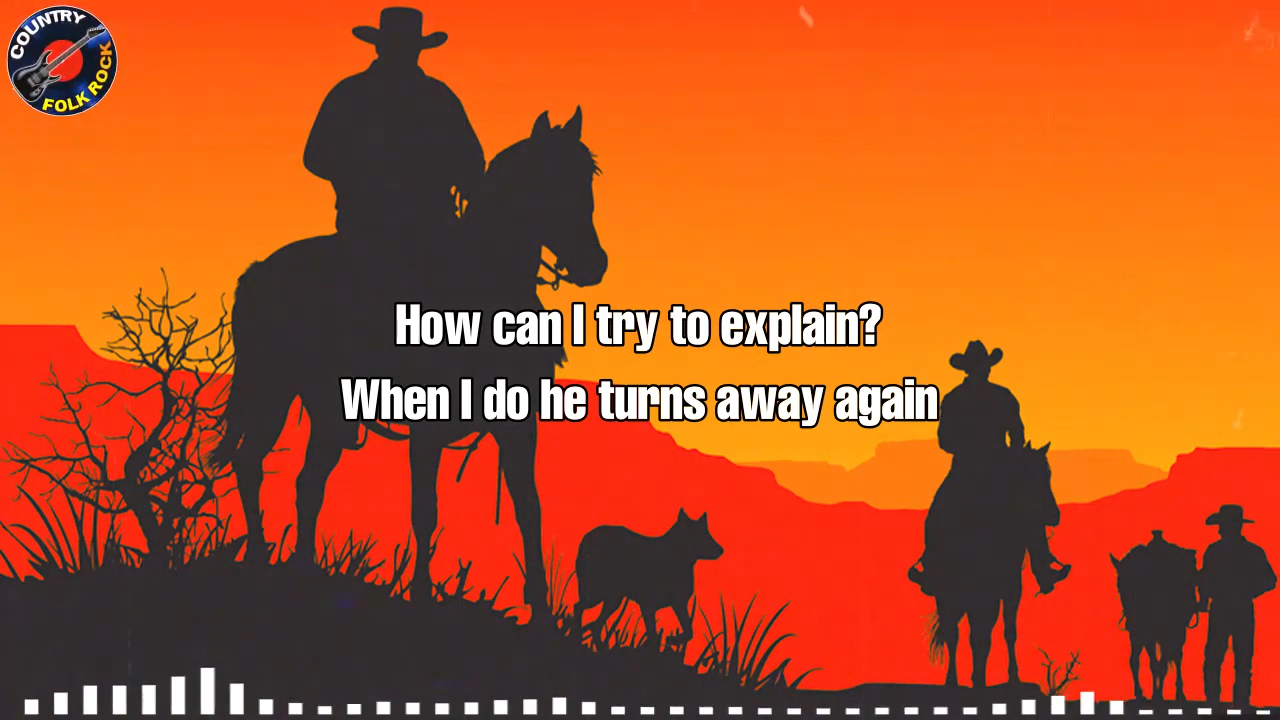 COUNTRY
FOLK ROCK
How can I try to explain?
When I do he turns away again